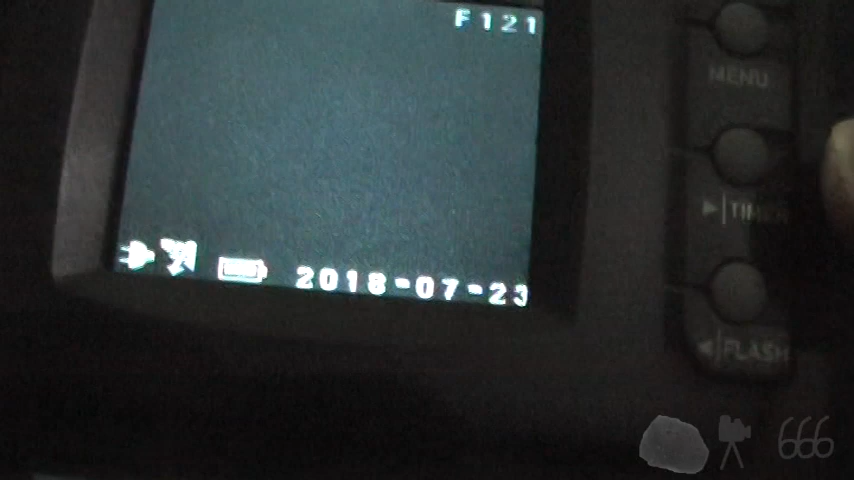 F121
MENU
▶|TIMER
2018-07-23
◀|FLASH
666